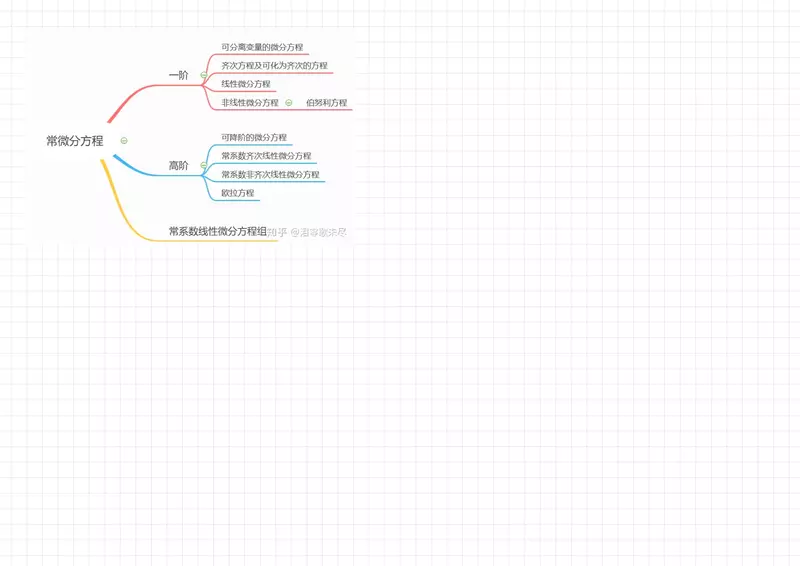 可分离变量的微分方程
齐次方程及可化为齐次的方程
一阶
线性微分方程
非线性微分方程 伯努利方程
常微分方程
可降阶的微分方程
常系数齐次线性微分方程
高阶
常系数非齐次线性微分方程
欧拉方程
常系数线性微分方程组
知乎